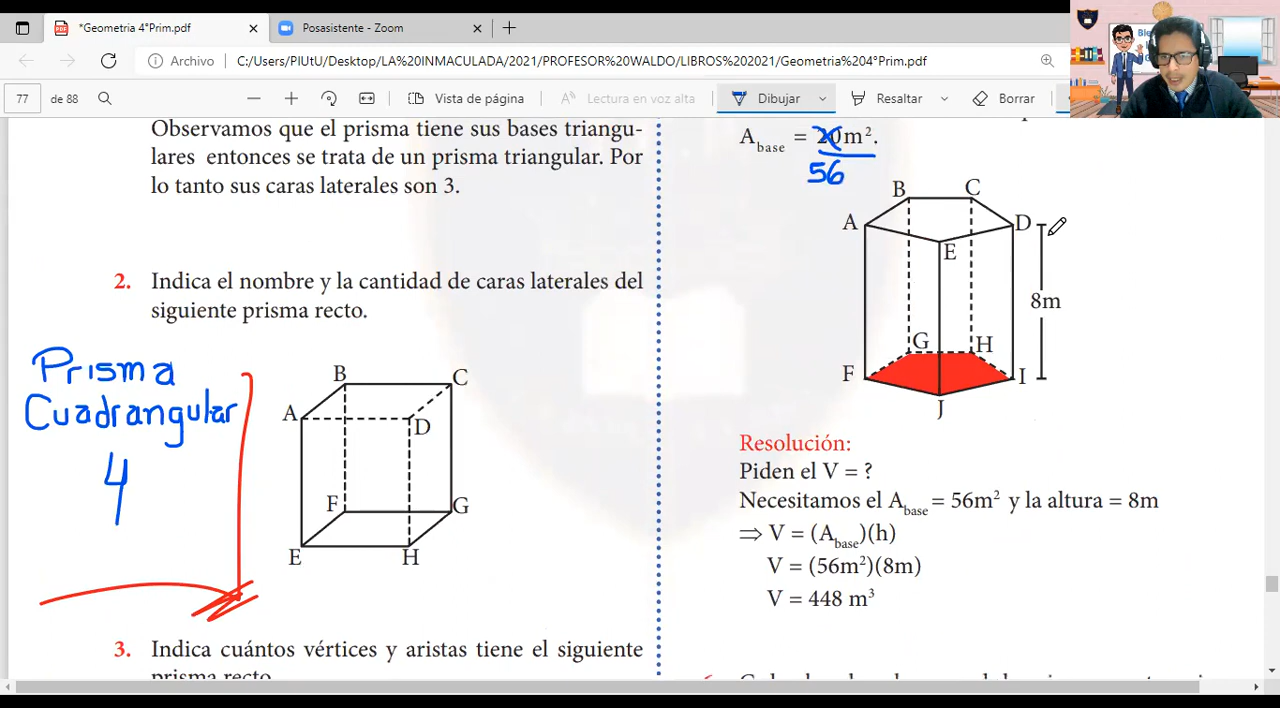 *Geometria 4°Prim.pdf
Posasistente - Zoom
Archivo
C:/Users/PIUtU/Desktop/LA%20INMACULADA/2021/PROFESOR%20WALDO/LIBROS%202021/Geometria%204°Prim.pdf
77
de 88
Vista de página
Lectura en voz alta
Dibujar
Resaltar
Borrar
Observamos que el prisma tiene sus bases triangu-
lares entonces se trata de un prisma triangular. Por
lo tanto sus caras laterales son 3.
2. Indica el nombre y la cantidad de caras laterales del
siguiente prisma recto.
Prisma
Cuadrangular
4
B
C
A
D
F
G
E
H
3. Indica cuántos vértices y aristas tiene el siguiente
prisma recto
A base = 20m².
56
B
C
A
D
E
8m
G
H
F
I
J
Resolución:
Piden el V = ?
Necesitamos el A base = 56m² y la altura = 8m
⇒ V = (A base)(h)
V = (56m²)(8m)
V = 448 m³